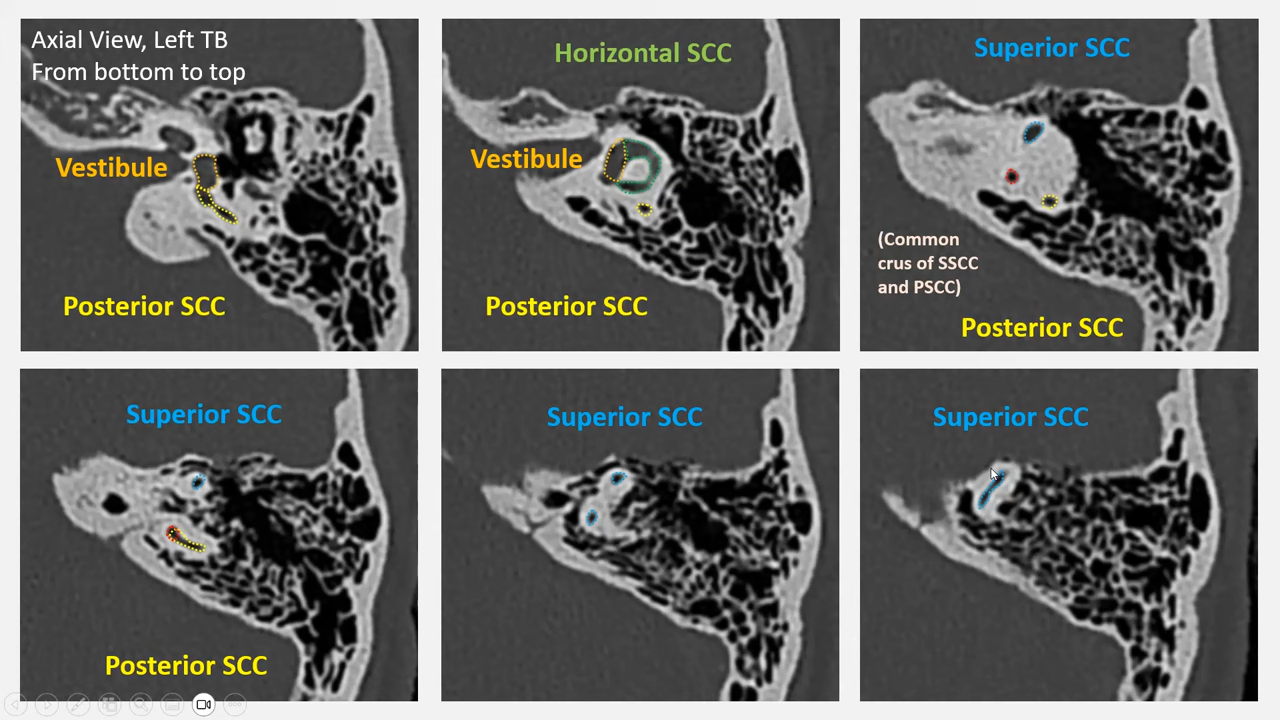 Axial View, Left TB
From bottom to top
Vestibule
Posterior SCC
Horizontal SCC
Vestibule
Posterior SCC
Superior SCC
(Common
crus of SSCC
and PSCC)
Posterior SCC
Superior SCC
Posterior SCC
Superior SCC
Superior SCC